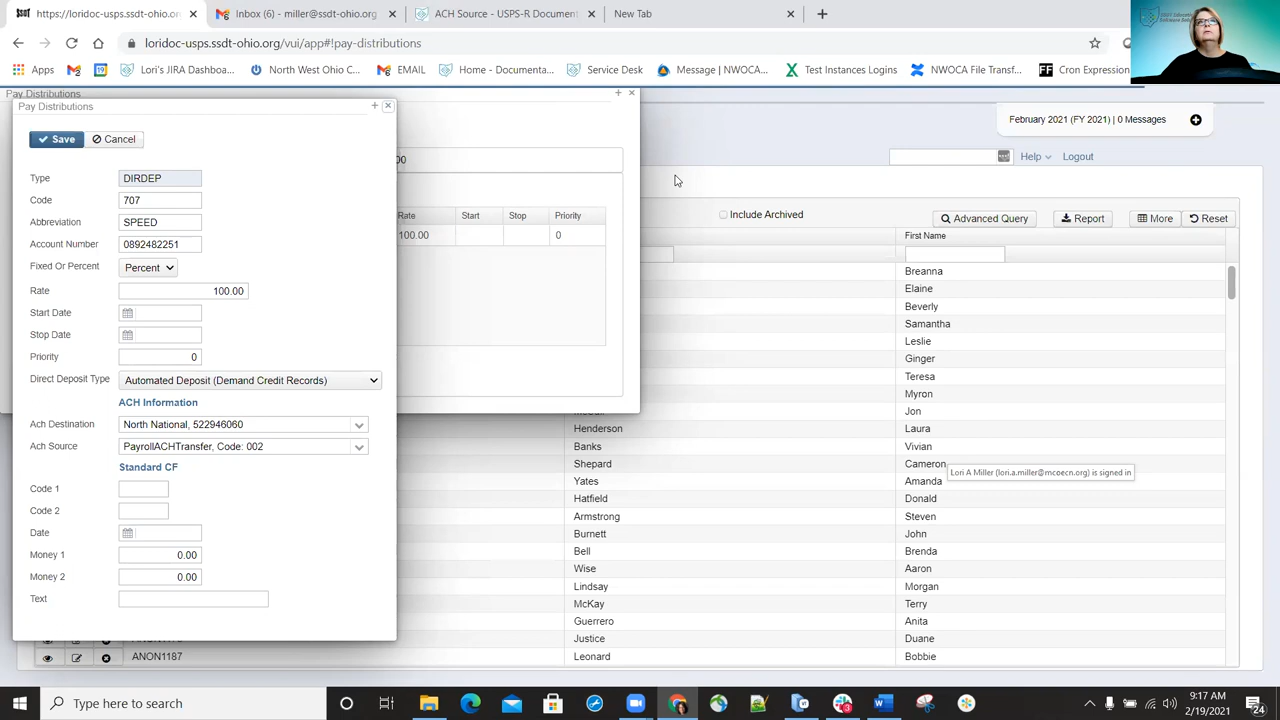 https://loridoc-usps.ssdt-ohio.or
Inbox (6) - miller@ssdt-ohio.org
ACH Source - USPS-R Document
New Tab
loridoc-usps.ssdt-ohio.org/vui/app#!pay-distributions
Apps
Lori's JIRA Dashboa...
North West Ohio C...
EMAIL
Home - Documenta...
Service Desk
Message | NWOCA
Test Instances Logins
NWOCA File Transf...
Cron Expression
Pay Distributions
Pay Distributions
February 2021 (FY 2021) | 0 Messages
Save
Cancel
Help
Logout
Type DIRDEP
Code 707
Abbreviation SPEED
Account Number 0892482251
Fixed Or Percent Percent
Rate 100.00
Start Date
Stop Date
Priority 0
Direct Deposit Type Automated Deposit (Demand Credit Records)
ACH Information
Ach Destination North National, 522946060
Ach Source PayrollACHTransfer, Code: 002
Standard CF
Code 1
Code 2
Date
Money 1 0.00
Money 2 0.00
Text
00
Rate Start Stop Priority
100.00 0
Include Archived
Advanced Query
Report
More
Reset
First Name
Breanna
Elaine
Beverly
Samantha
Leslie
Ginger
Teresa
Myron
Jon
Henderson Laura
Banks Vivian
Shepard Cameron
Lori A Miller (lori.a.miller@mcoecn.org) is signed in
Yates Amanda
Hatfield Donald
Armstrong Steven
Burnett John
Bell Brenda
Wise Aaron
Lindsay Morgan
McKay Terry
Guerrero Anita
Justice Duane
ANON1187 Leonard Bobbie
Type here to search
9:17 AM
2/19/2021
24